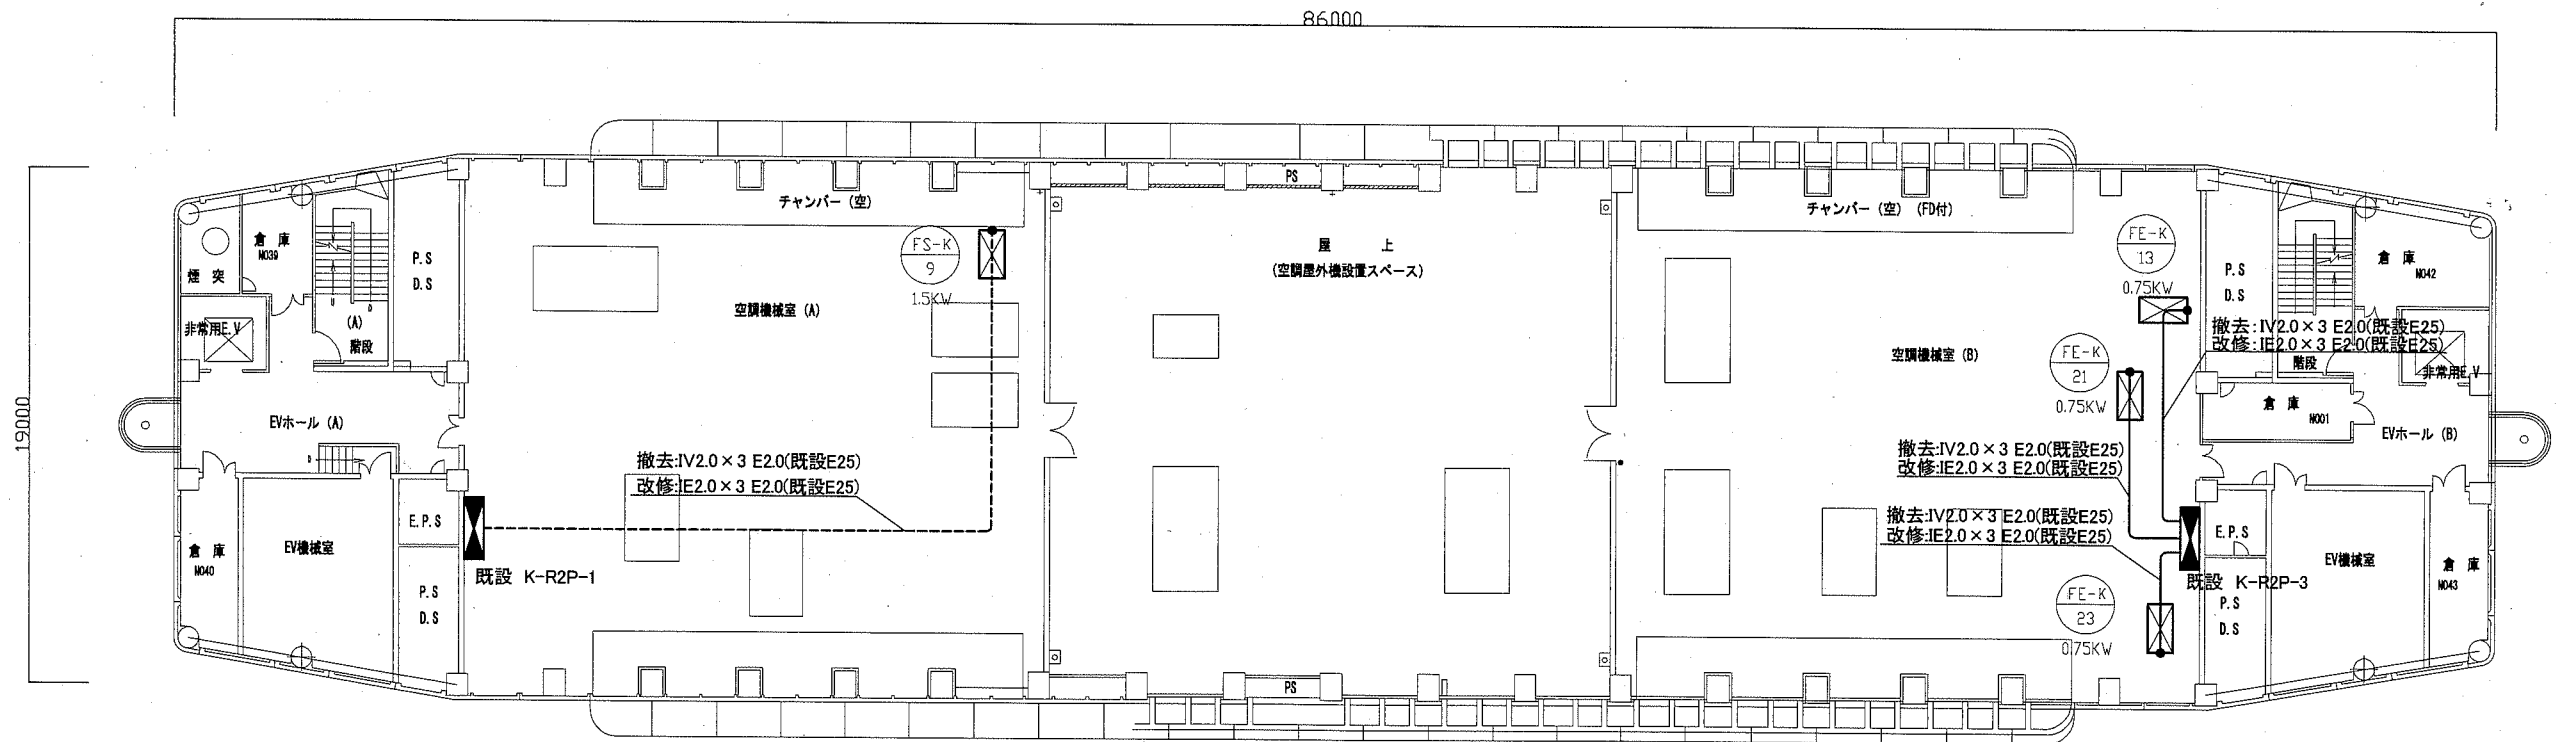 86000
19000
PS
チャンバー (空)
チャンバー (空) (FD付)
FS-K
9
1.5KW
FE-K
13
0.75KW
倉 庫
NO39
煙 突
P.S
D.S
屋 上
(空調屋外機設置スペース)
空調機械室 (A)
P.S
D.S
倉 庫
NO42
非常用E.V
U
D
(A)
階段
撤去:IV2.0×3 E2.0(既設E25)
改修:IE2.0×3 E2.0(既設E25)
空調機械室 (B)
FE-K
21
0.75KW
階段
非常用E.V
倉 庫
NO01
EVホール (A)
EVホール (B)
D
撤去:IV2.0×3 E2.0(既設E25)
改修:IE2.0×3 E2.0(既設E25)
撤去:IV2.0×3 E2.0(既設E25)
改修:IE2.0×3 E2.0(既設E25)
撤去:IV2.0×3 E2.0(既設E25)
改修:IE2.0×3 E2.0(既設E25)
E.P.S
E.P.S
倉 庫
NO40
EV機械室
EV機械室
倉 庫
NO43
既設 K-R2P-1
既設 K-R2P-3
P.S
D.S
P.S
D.S
FE-K
23
0.75KW
PS